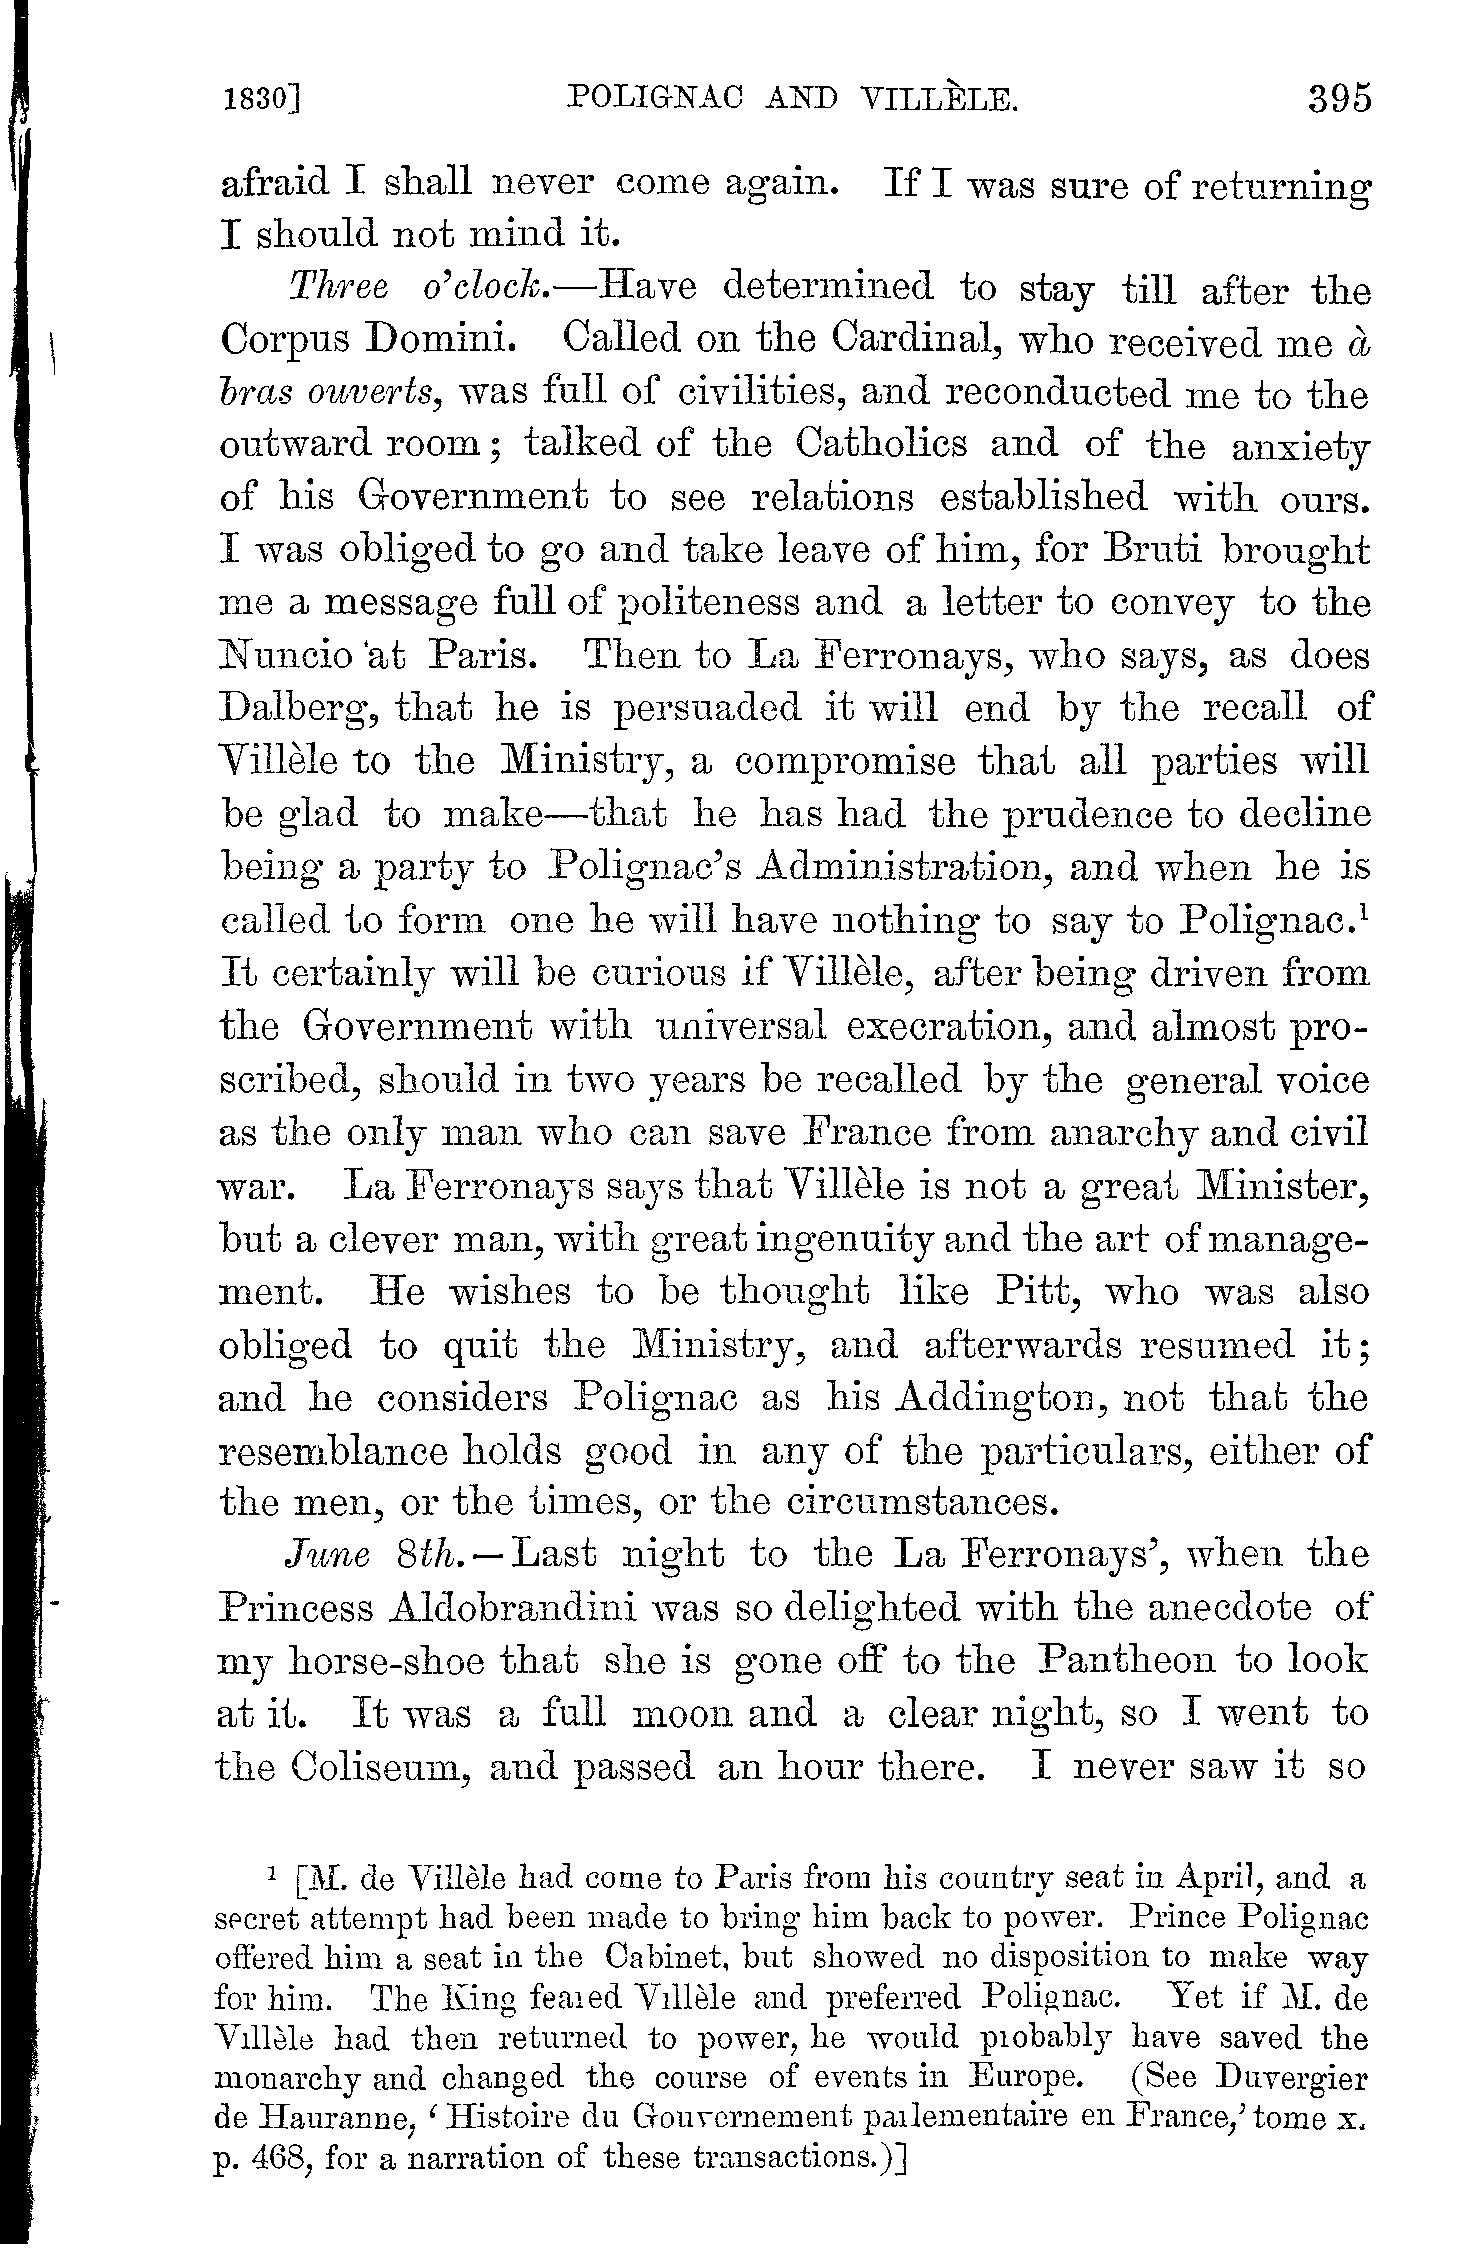 1830] POLIGNAC AND VILLÈLE. 395
afraid I shall never come again. If I was sure of returning
I should not mind it.
Three o'clock.—Have determined to stay till after the
Corpus Domini. Called on the Cardinal, who received me à
bras ouverts, was full of civilities, and reconducted me to the
outward room; talked of the Catholics and of the anxiety
of his Government to see relations established with ours.
I was obliged to go and take leave of him, for Bruti brought
me a message full of politeness and a letter to convey to the
Nuncio at Paris. Then to La Ferronays, who says, as does
Dalberg, that he is persuaded it will end by the recall of
Villèle to the Ministry, a compromise that all parties will
be glad to make—that he has had the prudence to decline
being a party to Polignac's Administration, and when he is
called to form one he will have nothing to say to Polignac.¹
It certainly will be curious if Villèle, after being driven from
the Government with universal execration, and almost pro-
scribed, should in two years be recalled by the general voice
as the only man who can save France from anarchy and civil
war. La Ferronays says that Villèle is not a great Minister,
but a clever man, with great ingenuity and the art of manage-
ment. He wishes to be thought like Pitt, who was also
obliged to quit the Ministry, and afterwards resumed it;
and he considers Polignac as his Addington, not that the
resemblance holds good in any of the particulars, either of
the men, or the times, or the circumstances.
June 8th.—Last night to the La Ferronays', when the
Princess Aldobrandini was so delighted with the anecdote of
my horse-shoe that she is gone off to the Pantheon to look
at it. It was a full moon and a clear night, so I went to
the Coliseum, and passed an hour there. I never saw it so
¹ [M. de Villèle had come to Paris from his country seat in April, and a
secret attempt had been made to bring him back to power. Prince Polignac
offered him a seat in the Cabinet, but showed no disposition to make way
for him. The King feared Villèle and preferred Polignac. Yet if M. de
Villèle had then returned to power, he would probably have saved the
monarchy and changed the course of events in Europe. (See Duvergier
de Hauranne, 'Histoire du Gouvernement parlementaire en France,' tome x.
p. 468, for a narration of these transactions.)]